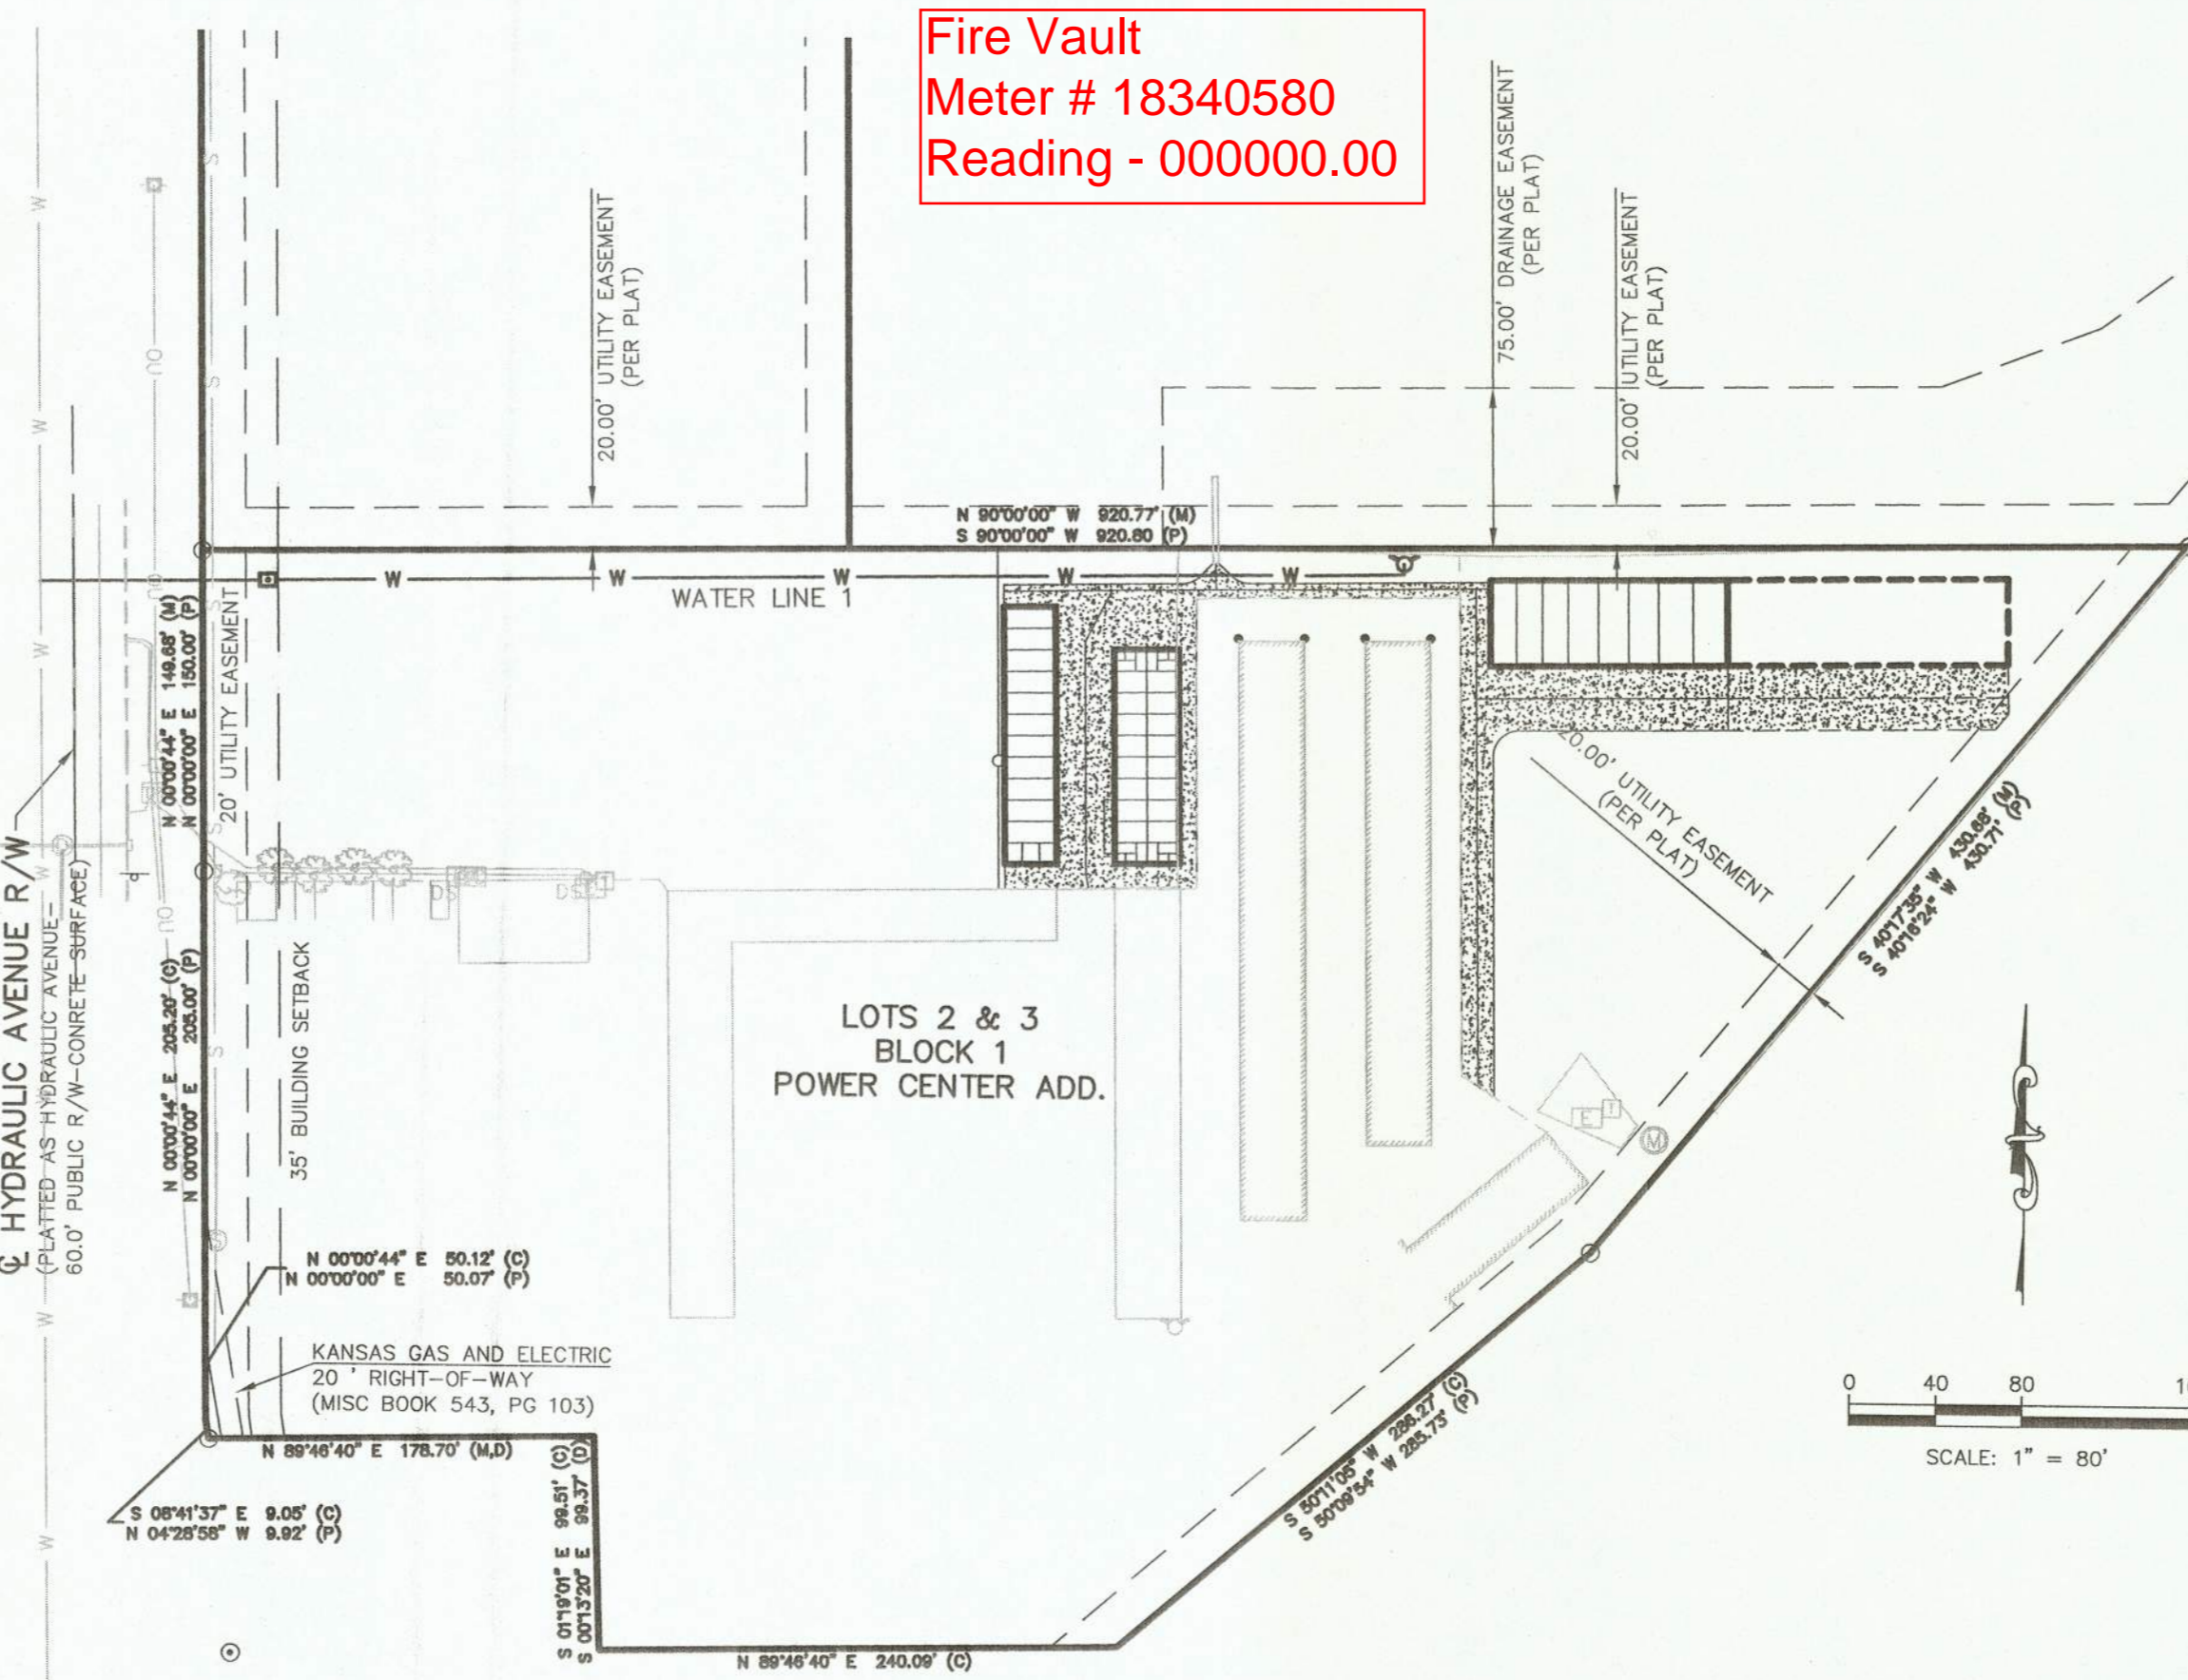 Fire Vault
Meter # 18340580
Reading - 000000.00
75.00' DRAINAGE EASEMENT
(PER PLAT)
20.00' UTILITY EASEMENT
(PER PLAT)
20.00' UTILITY EASEMENT
(PER PLAT)
N 90°00'00" W 920.77' (M)
S 90°00'00" W 920.80 (P)
W W W W W
WATER LINE 1
N 00°00'44" E 149.68' (M)
N 00°00'00" E 150.00' (P)
20' UTILITY EASEMENT
20.00' UTILITY EASEMENT
(PER PLAT)
S 40°17'35" W 430.68' (M)
S 40°16'24" W 430.71' (P)
℄ HYDRAULIC AVENUE R/W
(PLATTED AS HYDRAULIC AVENUE-
60.0' PUBLIC R/W-CONRETE SURFACE)
N 00°00'44" E 205.20' (C)
N 00°00'00" E 205.00' (P)
35' BUILDING SETBACK
DS
DS
LOTS 2 & 3
BLOCK 1
POWER CENTER ADD.
E T
M
N 00°00'44" E 50.12' (C)
N 00°00'00" E 50.07' (P)
KANSAS GAS AND ELECTRIC
20 ' RIGHT-OF-WAY
(MISC BOOK 543, PG 103)
N 89°46'40" E 178.70' (M,D)
S 08°41'37" E 9.05' (C)
N 04°28'58" W 9.92' (P)
S 01°19'01" E 99.51' (C)
S 00°13'20" E 99.37' (D)
N 89°46'40" E 240.09' (C)
S 50°11'05" W 286.27' (C)
S 50°09'54" W 285.73' (P)
0 40 80
SCALE: 1" = 80'